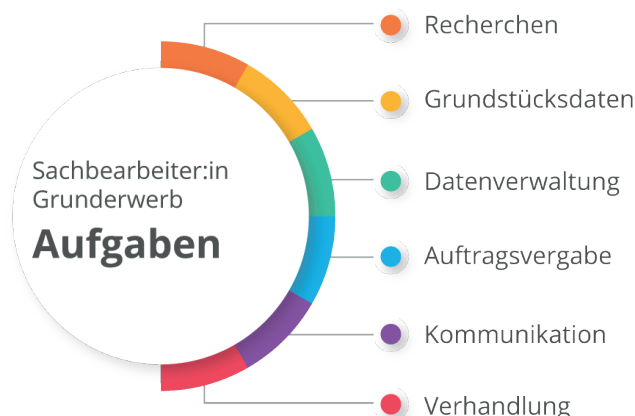 Sachbearbeiter:in
Grunderwerb
Aufgaben
Recherchen
Grundstücksdaten
Datenverwaltung
Auftragsvergabe
Kommunikation
Verhandlung